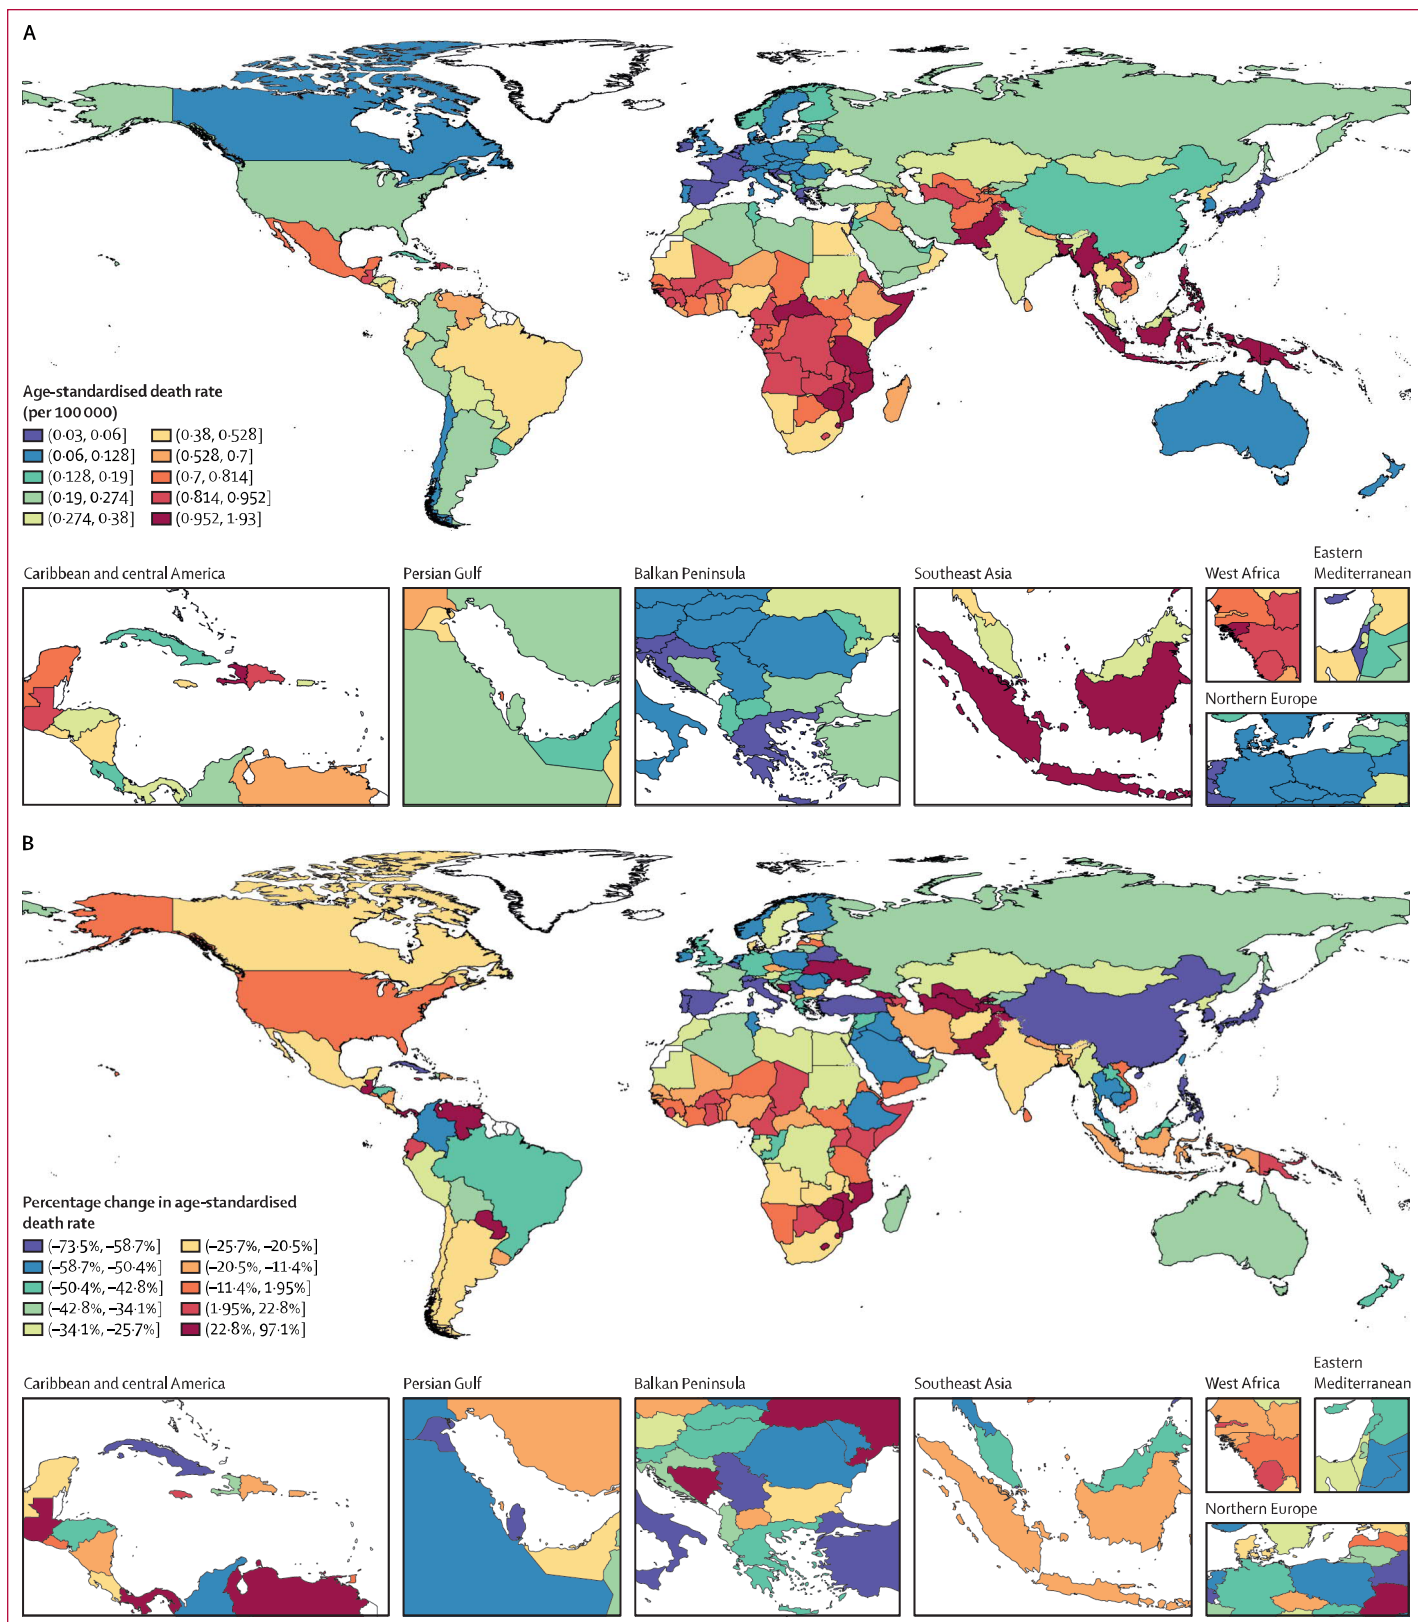 A
Age-standardised death rate
(per 100 000)
(0·03, 0·06]
(0·06, 0·128]
(0·128, 0·19]
(0·19, 0·274]
(0·274, 0·38]
(0·38, 0·528]
(0·528, 0·7]
(0·7, 0·814]
(0·814, 0·952]
(0·952, 1·93]
Caribbean and central America
Persian Gulf
Balkan Peninsula
Southeast Asia
West Africa
Eastern
Mediterranean
Northern Europe
B
Percentage change in age-standardised
death rate
(–73·5%, –58·7%]
(–58·7%, –50·4%]
(–50·4%, –42·8%]
(–42·8%, –34·1%]
(–34·1%, –25·7%]
(–25·7%, –20·5%]
(–20·5%, –11·4%]
(–11·4%, 1·95%]
(1·95%, 22·8%]
(22·8%, 97·1%]
Caribbean and central America
Persian Gulf
Balkan Peninsula
Southeast Asia
West Africa
Eastern
Mediterranean
Northern Europe